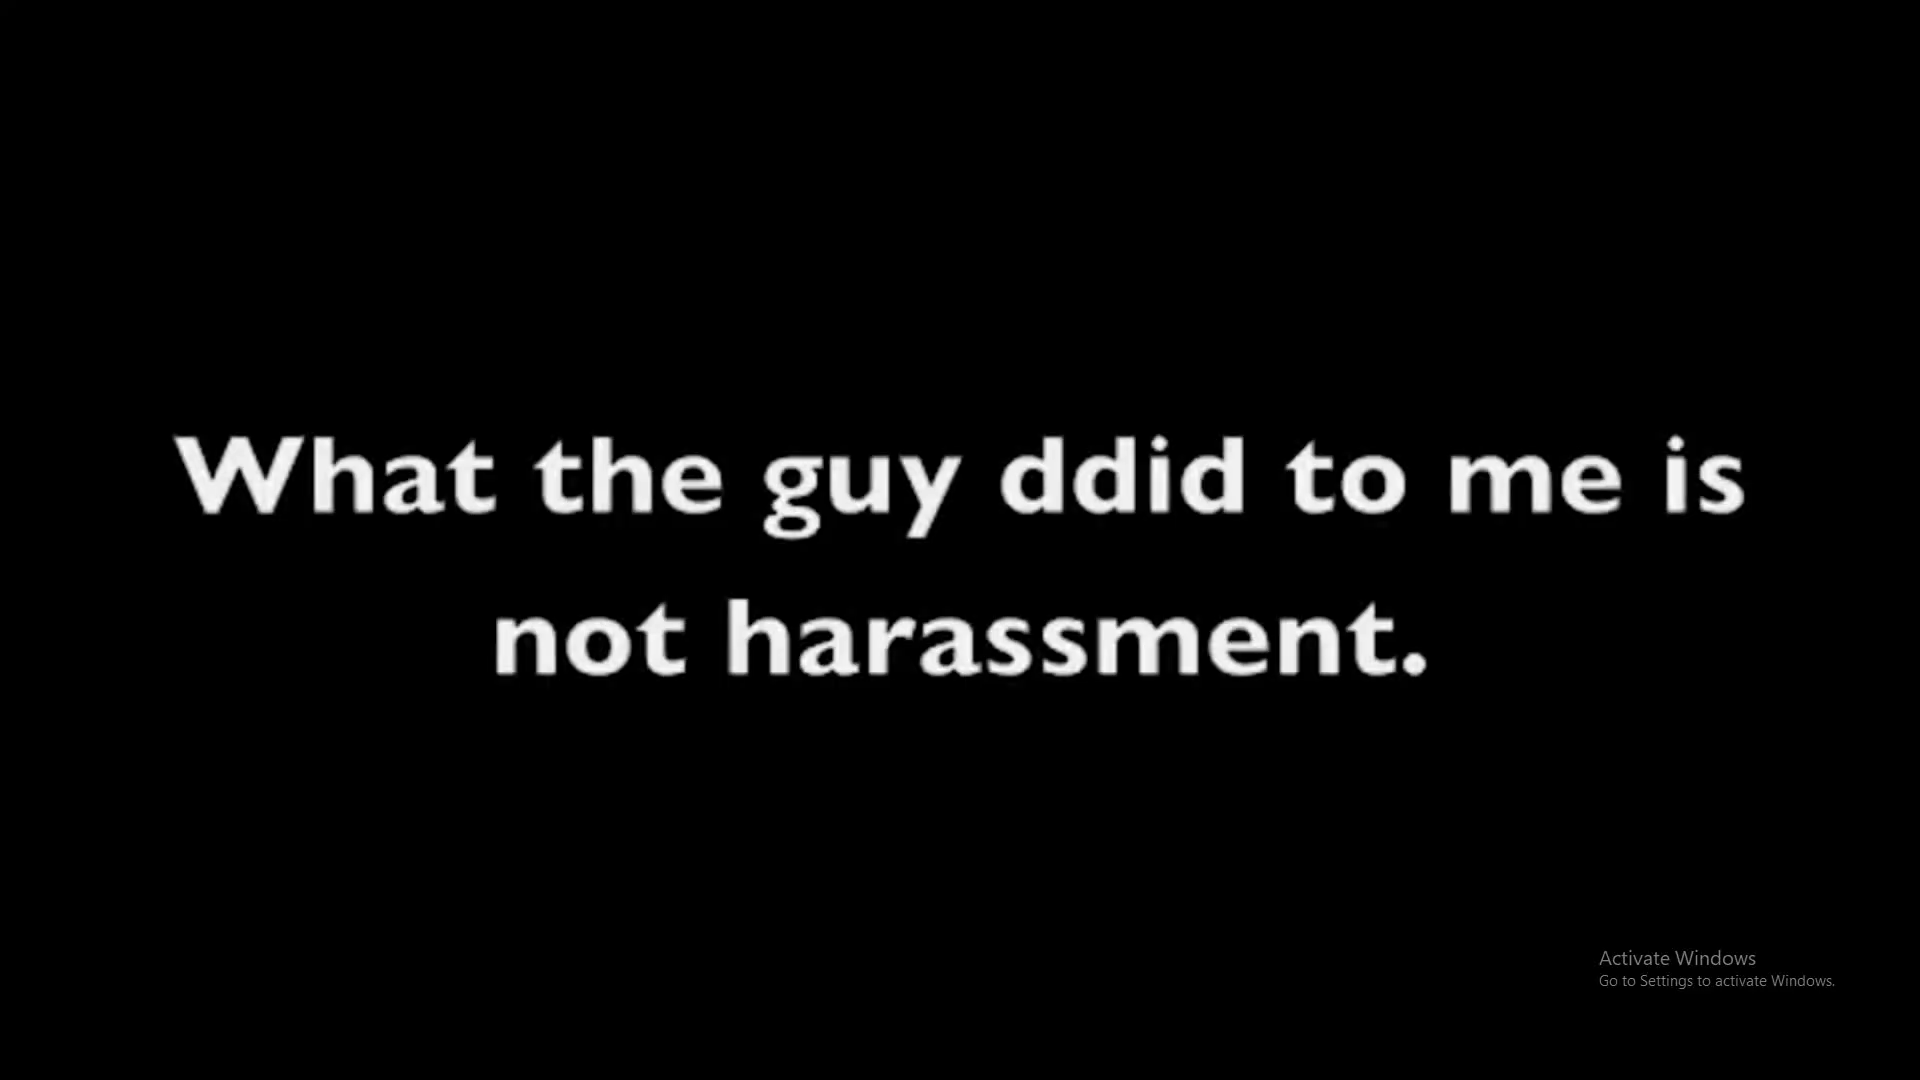 What the guy ddid to me is
not harassment.
Activate Windows
Go to Settings to activate Windows.